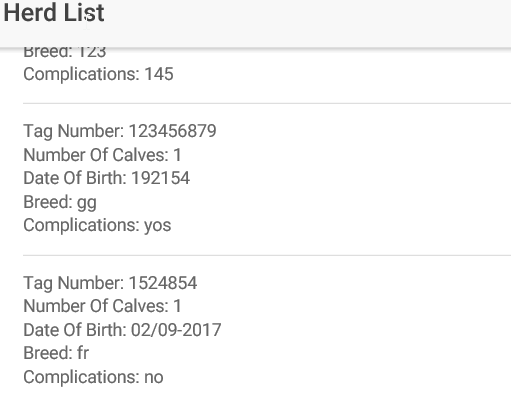 Herd List
Breed: 123
Complications: 145
Tag Number: 123456879
Number Of Calves: 1
Date Of Birth: 192154
Breed: gg
Complications: yos
Tag Number: 1524854
Number Of Calves: 1
Date Of Birth: 02/09-2017
Breed: fr
Complications: no